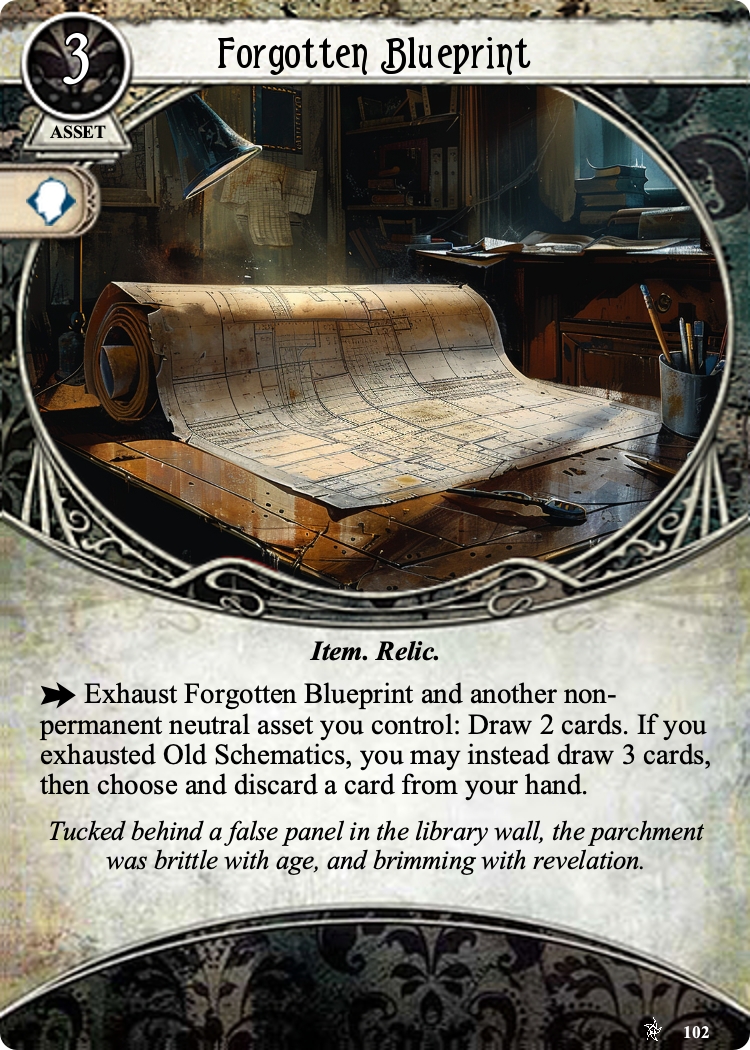 3
Forgotten Blueprint
ASSET
Item. Relic.
Exhaust Forgotten Blueprint and another non-
permanent neutral asset you control: Draw 2 cards. If you
exhausted Old Schematics, you may instead draw 3 cards,
then choose and discard a card from your hand.
Tucked behind a false panel in the library wall, the parchment
was brittle with age, and brimming with revelation.
102